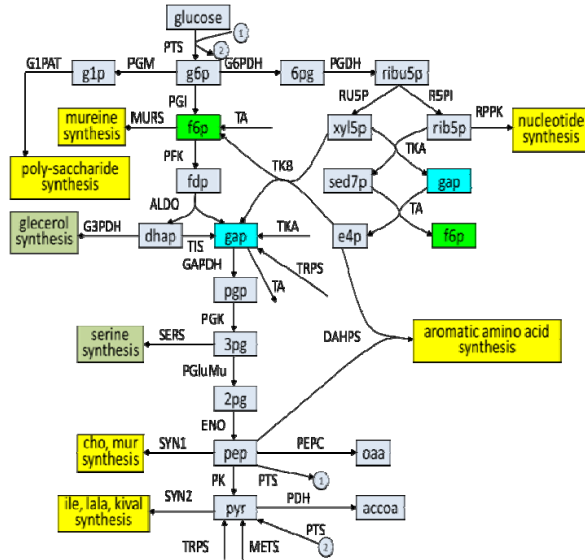 glucose
1
PTS
2
G1PAT
g1p
PGM
g6p
G6PDH
6pg
PGDH
ribu5p
PGI
RU5P
R5PI
mureine
synthesis
MURS
f6p
TA
xyl5p
rib5p
RPPK
nucleotide
synthesis
PFK
TKB
TKA
poly-saccharide
synthesis
fdp
sed7p
gap
ALDO
TA
glecerol
synthesis
G3PDH
dhap
TIS
gap
TKA
e4p
f6p
GAPDH
TRPS
pgp
TA
PGK
DAHPS
aromatic amino acid
synthesis
serine
synthesis
SERS
3pg
PGluMu
2pg
ENO
cho, mur
synthesis
SYN1
pep
PEPC
oaa
PK
PTS
1
ile, lala, kival
synthesis
SYN2
pyr
PDH
accoa
PTS
2
TRPS
METS